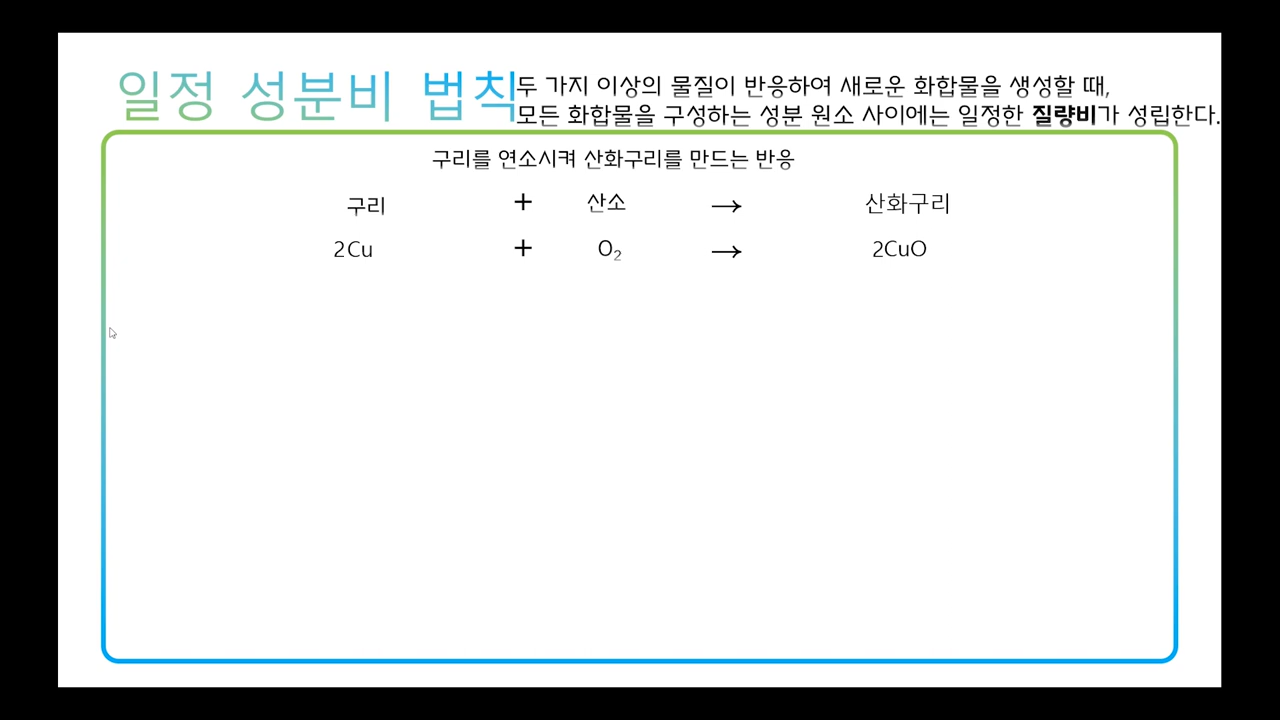 일정 성분비 법칙
두 가지 이상의 물질이 반응하여 새로운 화합물을 생성할 때,
모든 화합물을 구성하는 성분 원소 사이에는 일정한 질량비가 성립한다.
구리를 연소시켜 산화구리를 만드는 반응
구리 + 산소 → 산화구리
2Cu + O₂ → 2CuO